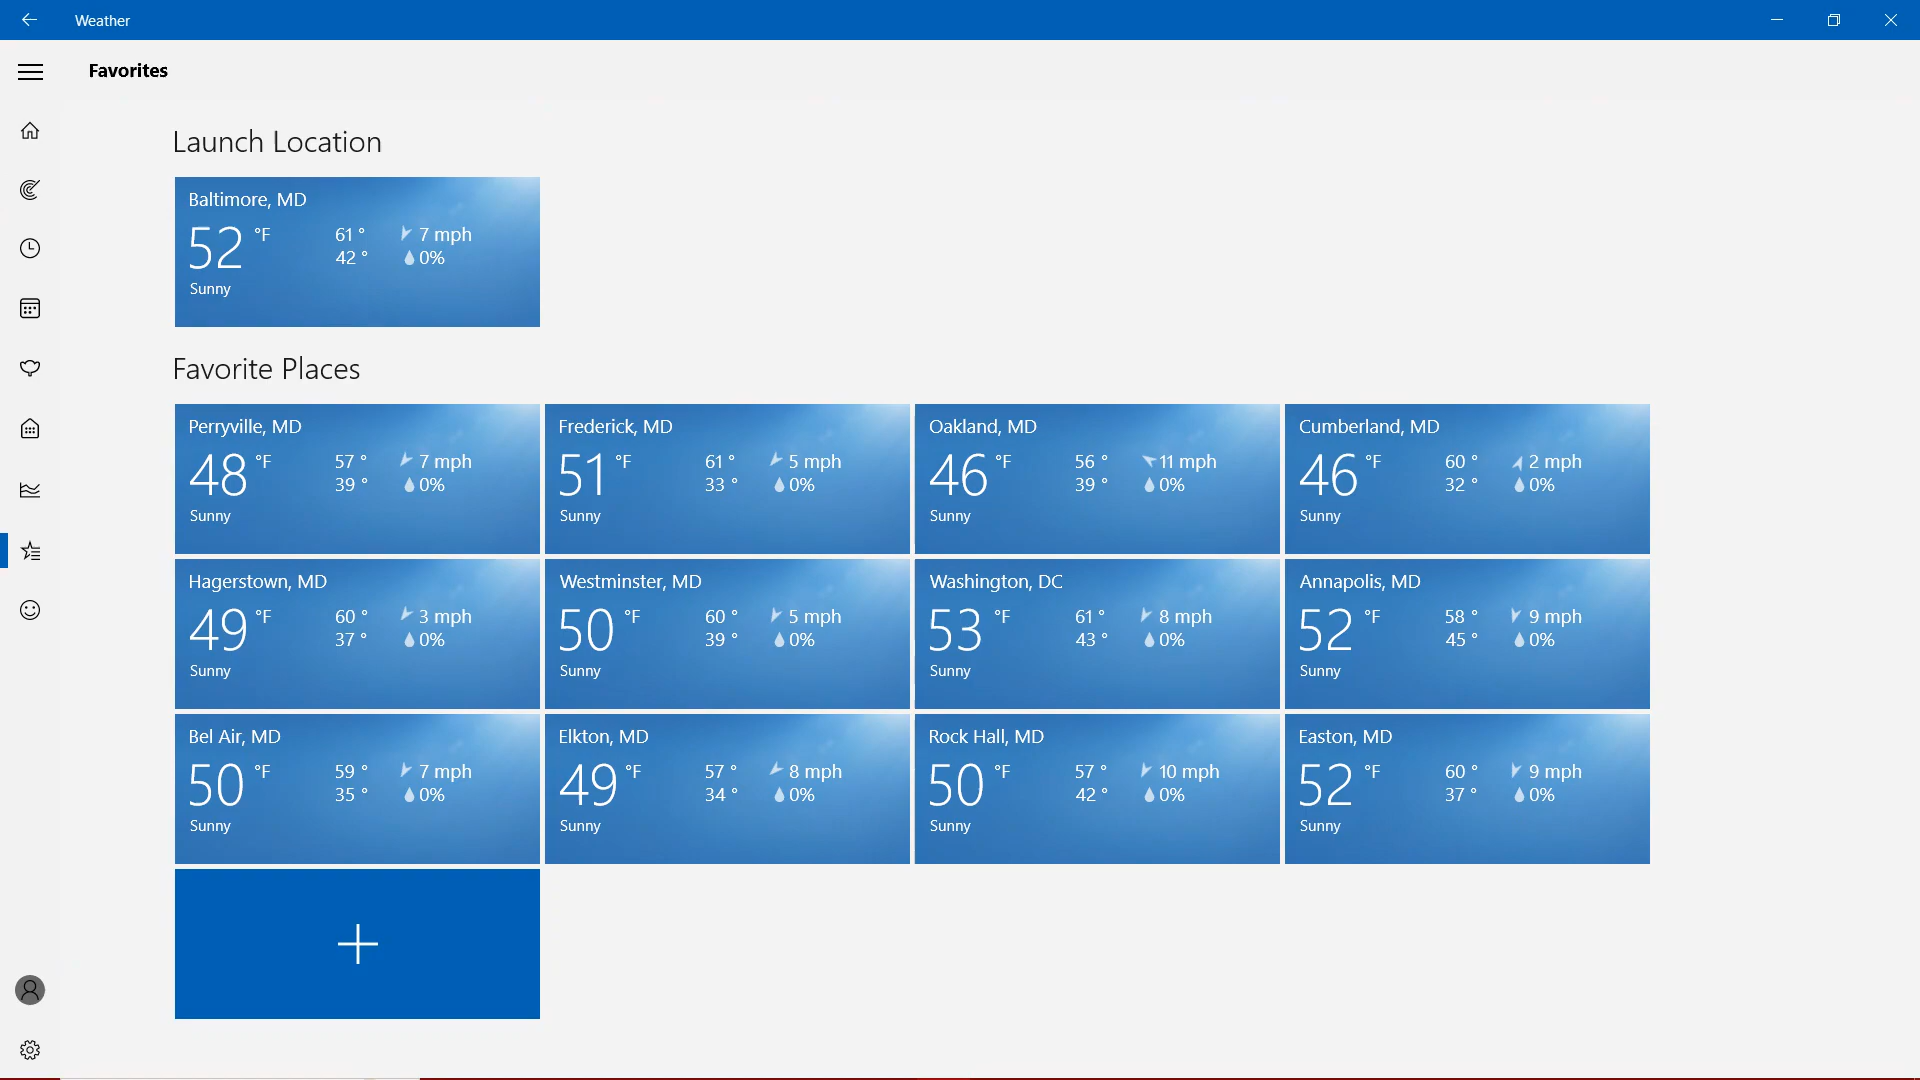 Weather
Favorites
Launch Location
Baltimore, MD
52 °F 61 ° 7 mph
42 ° 0%
Sunny
Favorite Places
Perryville, MD
48 °F 57 ° 7 mph
39 ° 0%
Sunny
Frederick, MD
51 °F 61 ° 5 mph
33 ° 0%
Sunny
Oakland, MD
46 °F 56 ° 11 mph
39 ° 0%
Sunny
Cumberland, MD
46 °F 60 ° 2 mph
32 ° 0%
Sunny
Hagerstown, MD
49 °F 60 ° 3 mph
37 ° 0%
Sunny
Westminster, MD
50 °F 60 ° 5 mph
39 ° 0%
Sunny
Washington, DC
53 °F 61 ° 8 mph
43 ° 0%
Sunny
Annapolis, MD
52 °F 58 ° 9 mph
45 ° 0%
Sunny
Bel Air, MD
50 °F 59 ° 7 mph
35 ° 0%
Sunny
Elkton, MD
49 °F 57 ° 8 mph
34 ° 0%
Sunny
Rock Hall, MD
50 °F 57 ° 10 mph
42 ° 0%
Sunny
Easton, MD
52 °F 60 ° 9 mph
37 ° 0%
Sunny